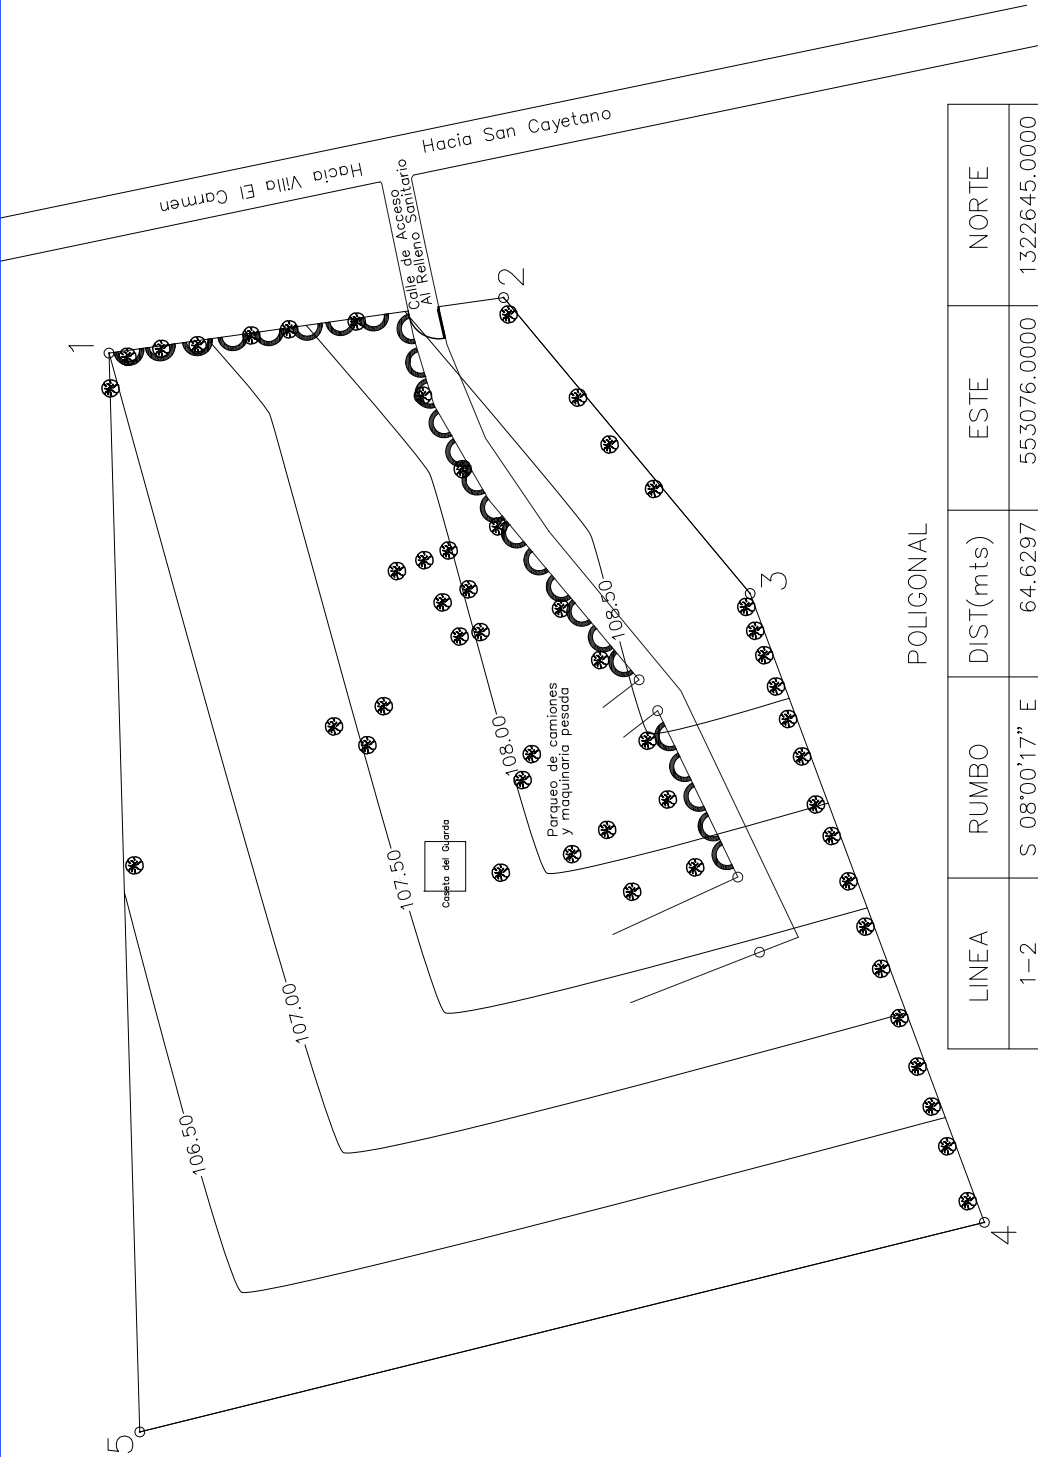 Hacia San Cayetano
Hacia Villa El Carmen
Calle de Acceso
Al Relleno Sanitario
1
2
3
4
5
108.50
108.00
107.50
107.00
106.50
Parqueo de camiones
y maquinaria pesada
Caseta del Guarda
POLIGONAL
LINEA RUMBO DIST(mts) ESTE NORTE
1-2 S 08°00'17" E 64.6297 553076.0000 1322645.0000